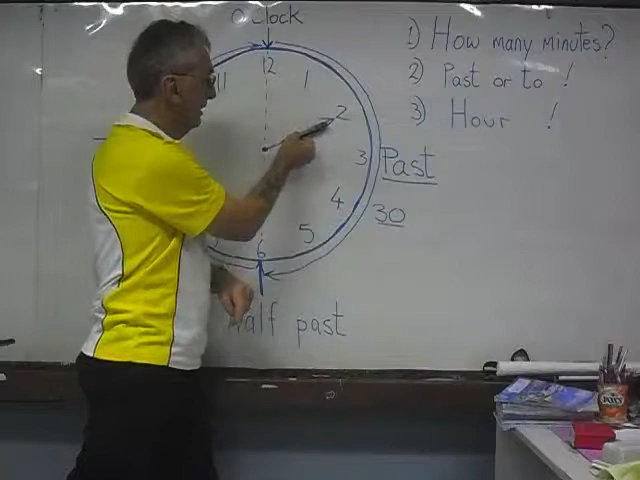 O'Clock
12
11
1
2
3
4
5
6
Past
30
Half past
1) How many minutes?
2) Past or to !
3) Hour !